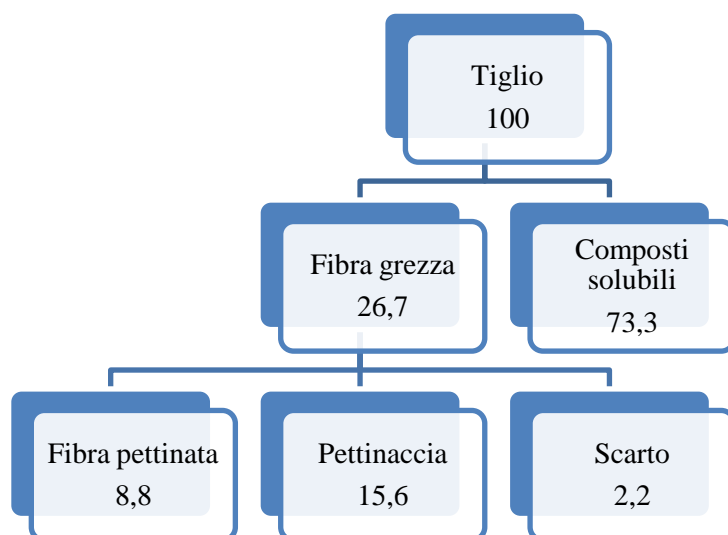 Tiglio
100
Fibra grezza
26,7
Composti
solubili
73,3
Fibra pettinata
8,8
Pettinaccia
15,6
Scarto
2,2